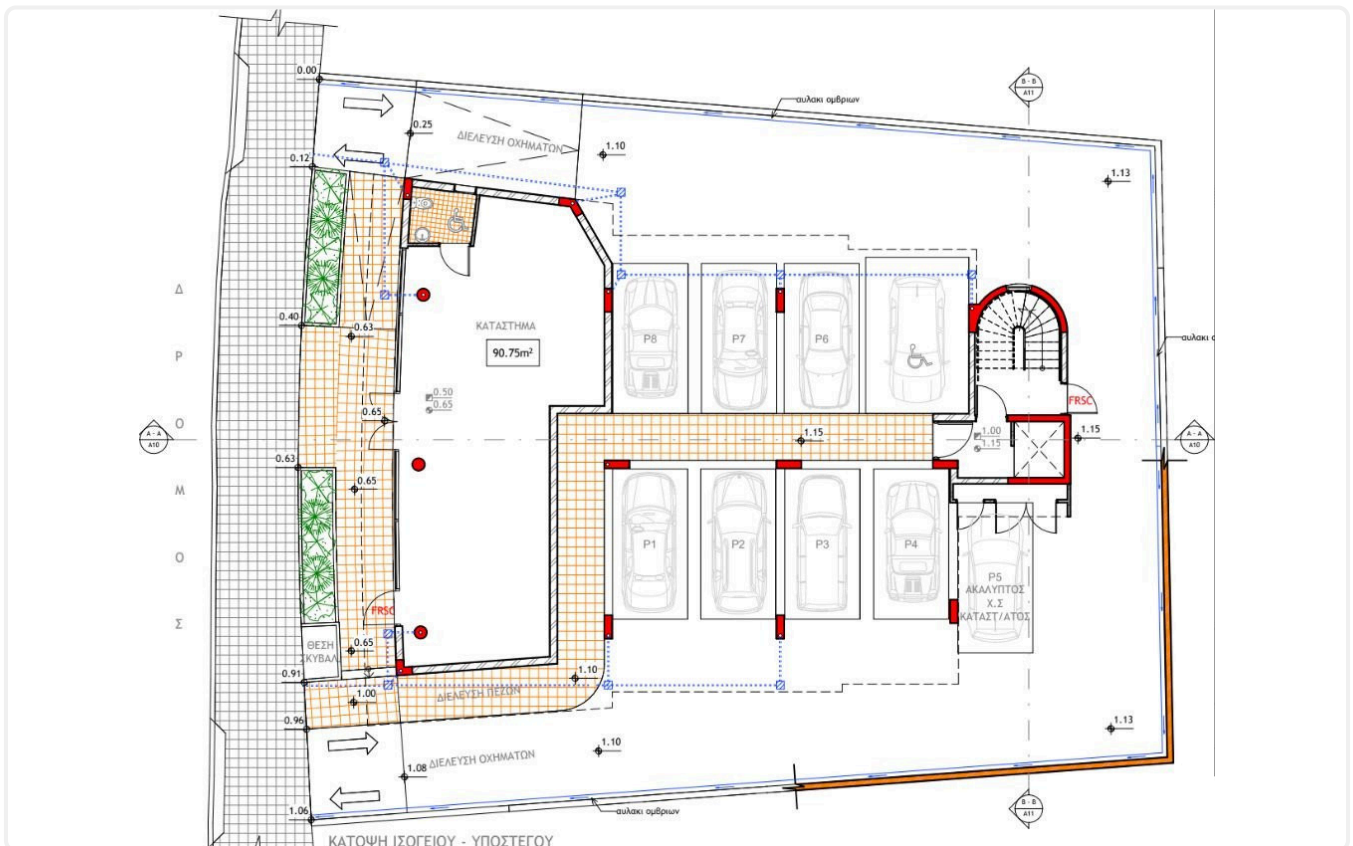 0.00
B - B
A11
αυλακι ομβριων
0.25
ΔΙΕΛΕΥΣΗ ΟΧΗΜΑΤΩΝ
1.10
0.12
1.13
Δ
Ρ
Ο
Μ
Ο
Σ
0.40
0.63
ΚΑΤΑΣΤΗΜΑ
90.75m²
P8
P7
P6
αυλακι
0.50
0.65
0.65
FRSC
A - A
A10
1.15
1.00
1.15
1.15
A - A
A10
0.63
0.65
P1
P2
P3
P4
P5
ΑΚΑΛΥΠΤΟΣ
Χ.Σ
ΚΑΤΑΣΤ/ΑΤΟΣ
FRSC
ΘΕΣΗ
ΣΚΥΒΑΛ
0.65
0.91
1.10
1.00
ΔΙΕΛΕΥΣΗ ΠΕΖΩΝ
0.96
1.13
1.10
ΔΙΕΛΕΥΣΗ ΟΧΗΜΑΤΩΝ
1.08
1.06
αυλακι ομβριων
B - B
A11
ΚΑΤΟΨΗ ΙΣΟΓΕΙΟΥ - ΥΠΟΣΤΕΓΟΥ